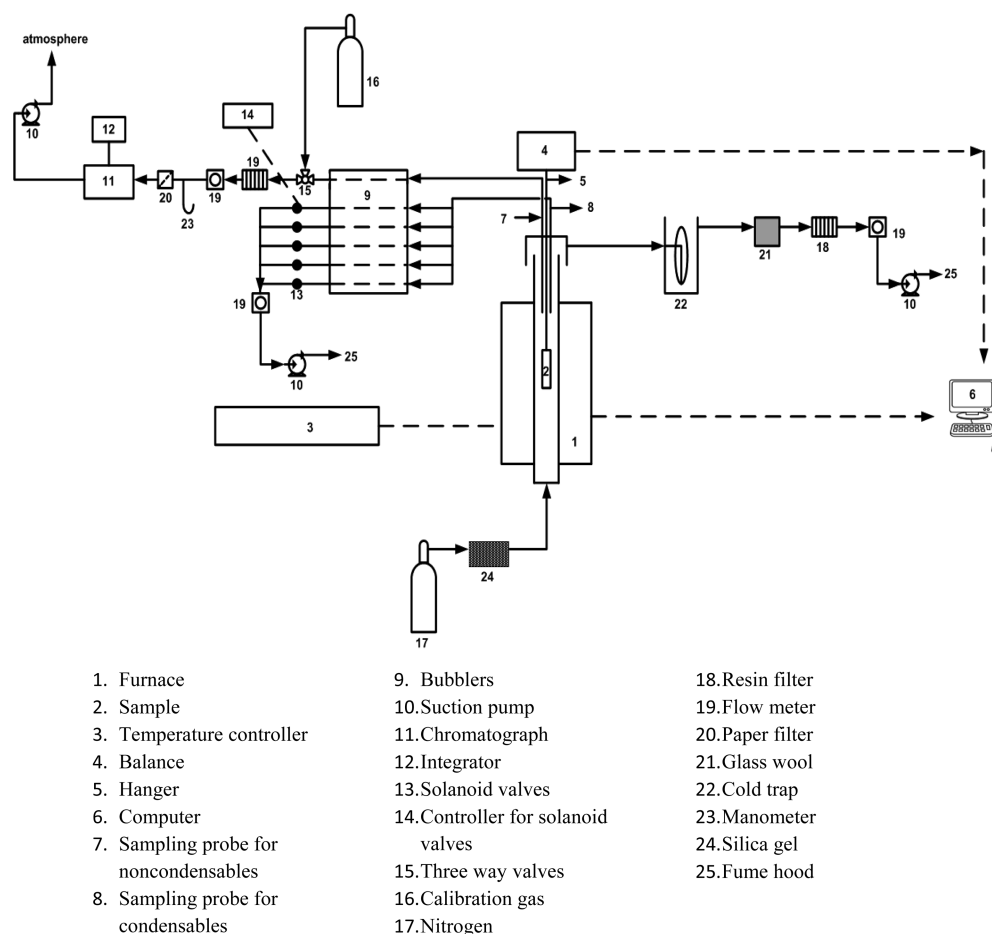 atmosphere
16
10
14
12
4
19
15
9
5
11
20
19
8
7
23
18
19
21
13
22
25
10
19
25
10
2
6
3
1
24
17
1. Furnace
2. Sample
3. Temperature controller
4. Balance
5. Hanger
6. Computer
7. Sampling probe for
noncondensables
8. Sampling probe for
condensables
9. Bubblers
10.Suction pump
11.Chromatograph
12.Integrator
13.Solanoid valves
14.Controller for solanoid
valves
15.Three way valves
16.Calibration gas
17.Nitrogen
18.Resin filter
19.Flow meter
20.Paper filter
21.Glass wool
22.Cold trap
23.Manometer
24.Silica gel
25.Fume hood